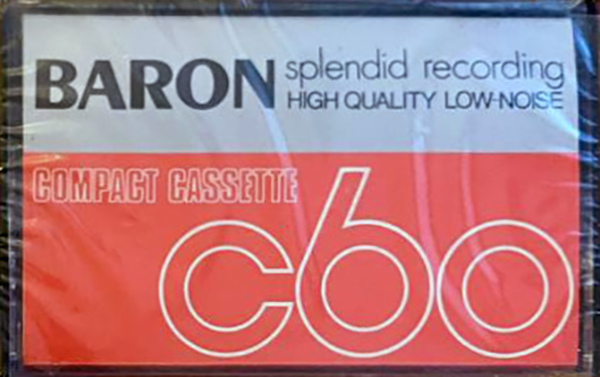 BARON
splendid recording
HIGH QUALITY LOW-NOISE
COMPACT CASSETTE
c60